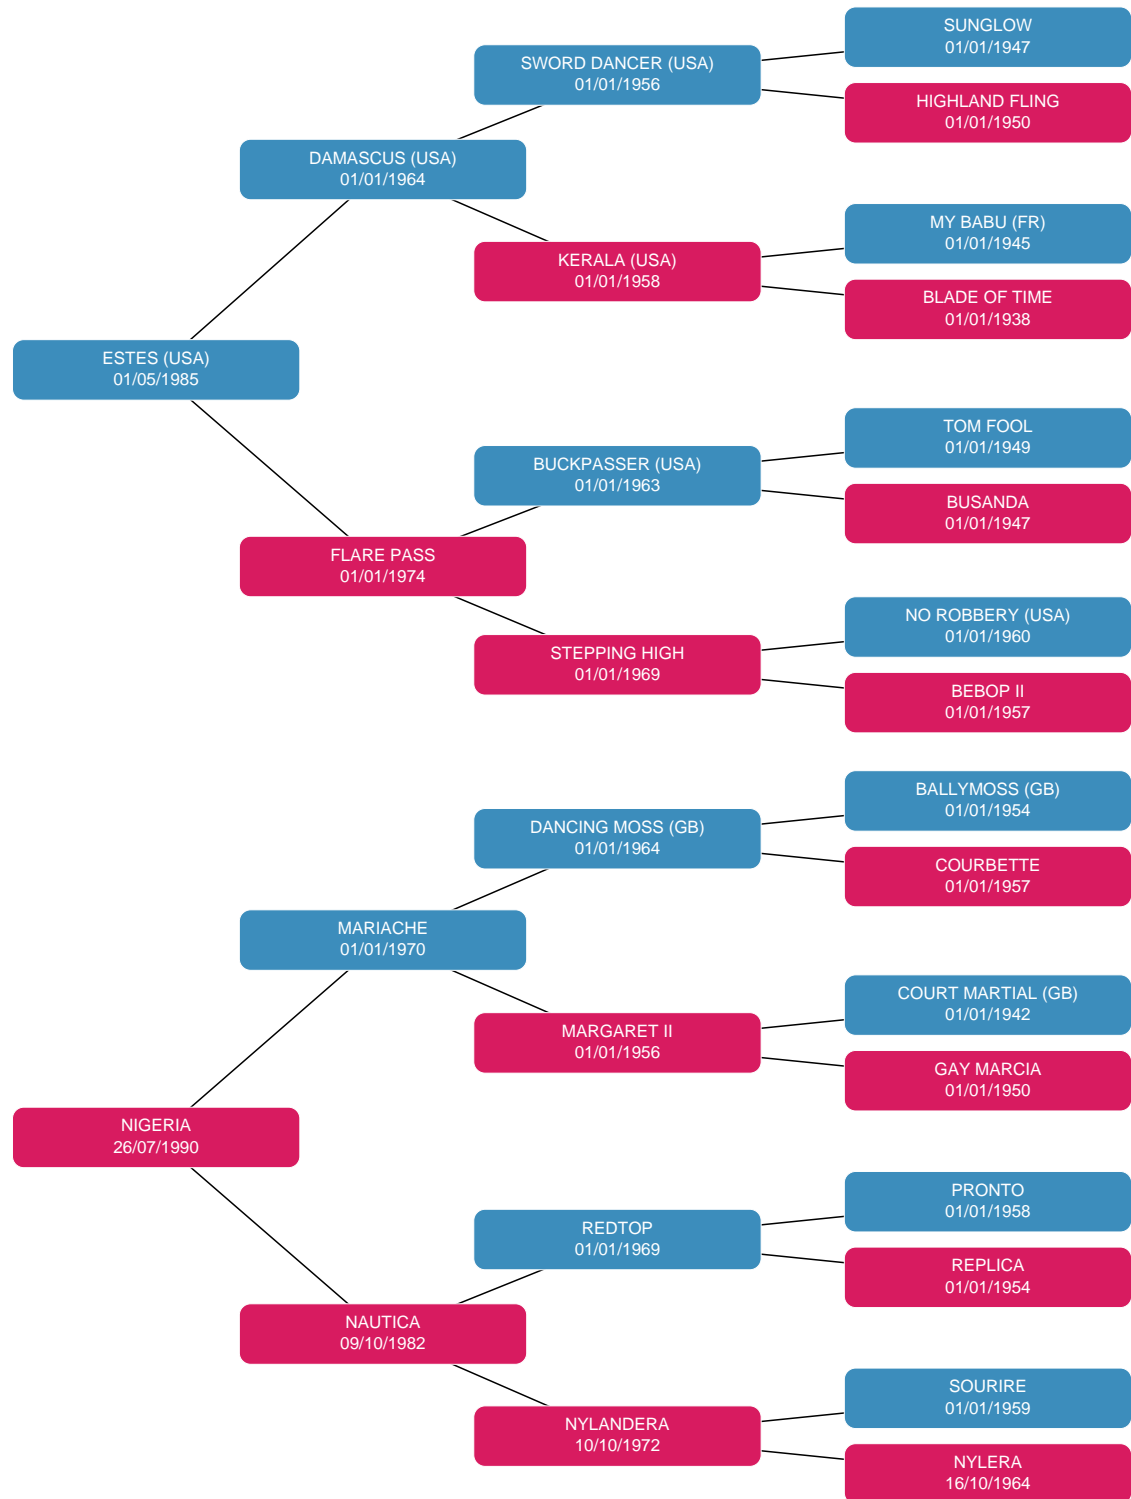 SUNGLOW
01/01/1947
SWORD DANCER (USA)
01/01/1956
HIGHLAND FLING
01/01/1950
DAMASCUS (USA)
01/01/1964
MY BABU (FR)
01/01/1945
KERALA (USA)
01/01/1958
BLADE OF TIME
01/01/1938
ESTES (USA)
01/05/1985
TOM FOOL
01/01/1949
BUCKPASSER (USA)
01/01/1963
BUSANDA
01/01/1947
FLARE PASS
01/01/1974
NO ROBBERY (USA)
01/01/1960
STEPPING HIGH
01/01/1969
BEBOP II
01/01/1957
BALLYMOSS (GB)
01/01/1954
DANCING MOSS (GB)
01/01/1964
COURBETTE
01/01/1957
MARIACHE
01/01/1970
COURT MARTIAL (GB)
01/01/1942
MARGARET II
01/01/1956
GAY MARCIA
01/01/1950
NIGERIA
26/07/1990
PRONTO
01/01/1958
REDTOP
01/01/1969
REPLICA
01/01/1954
NAUTICA
09/10/1982
SOURIRE
01/01/1959
NYLANDERA
10/10/1972
NYLERA
16/10/1964